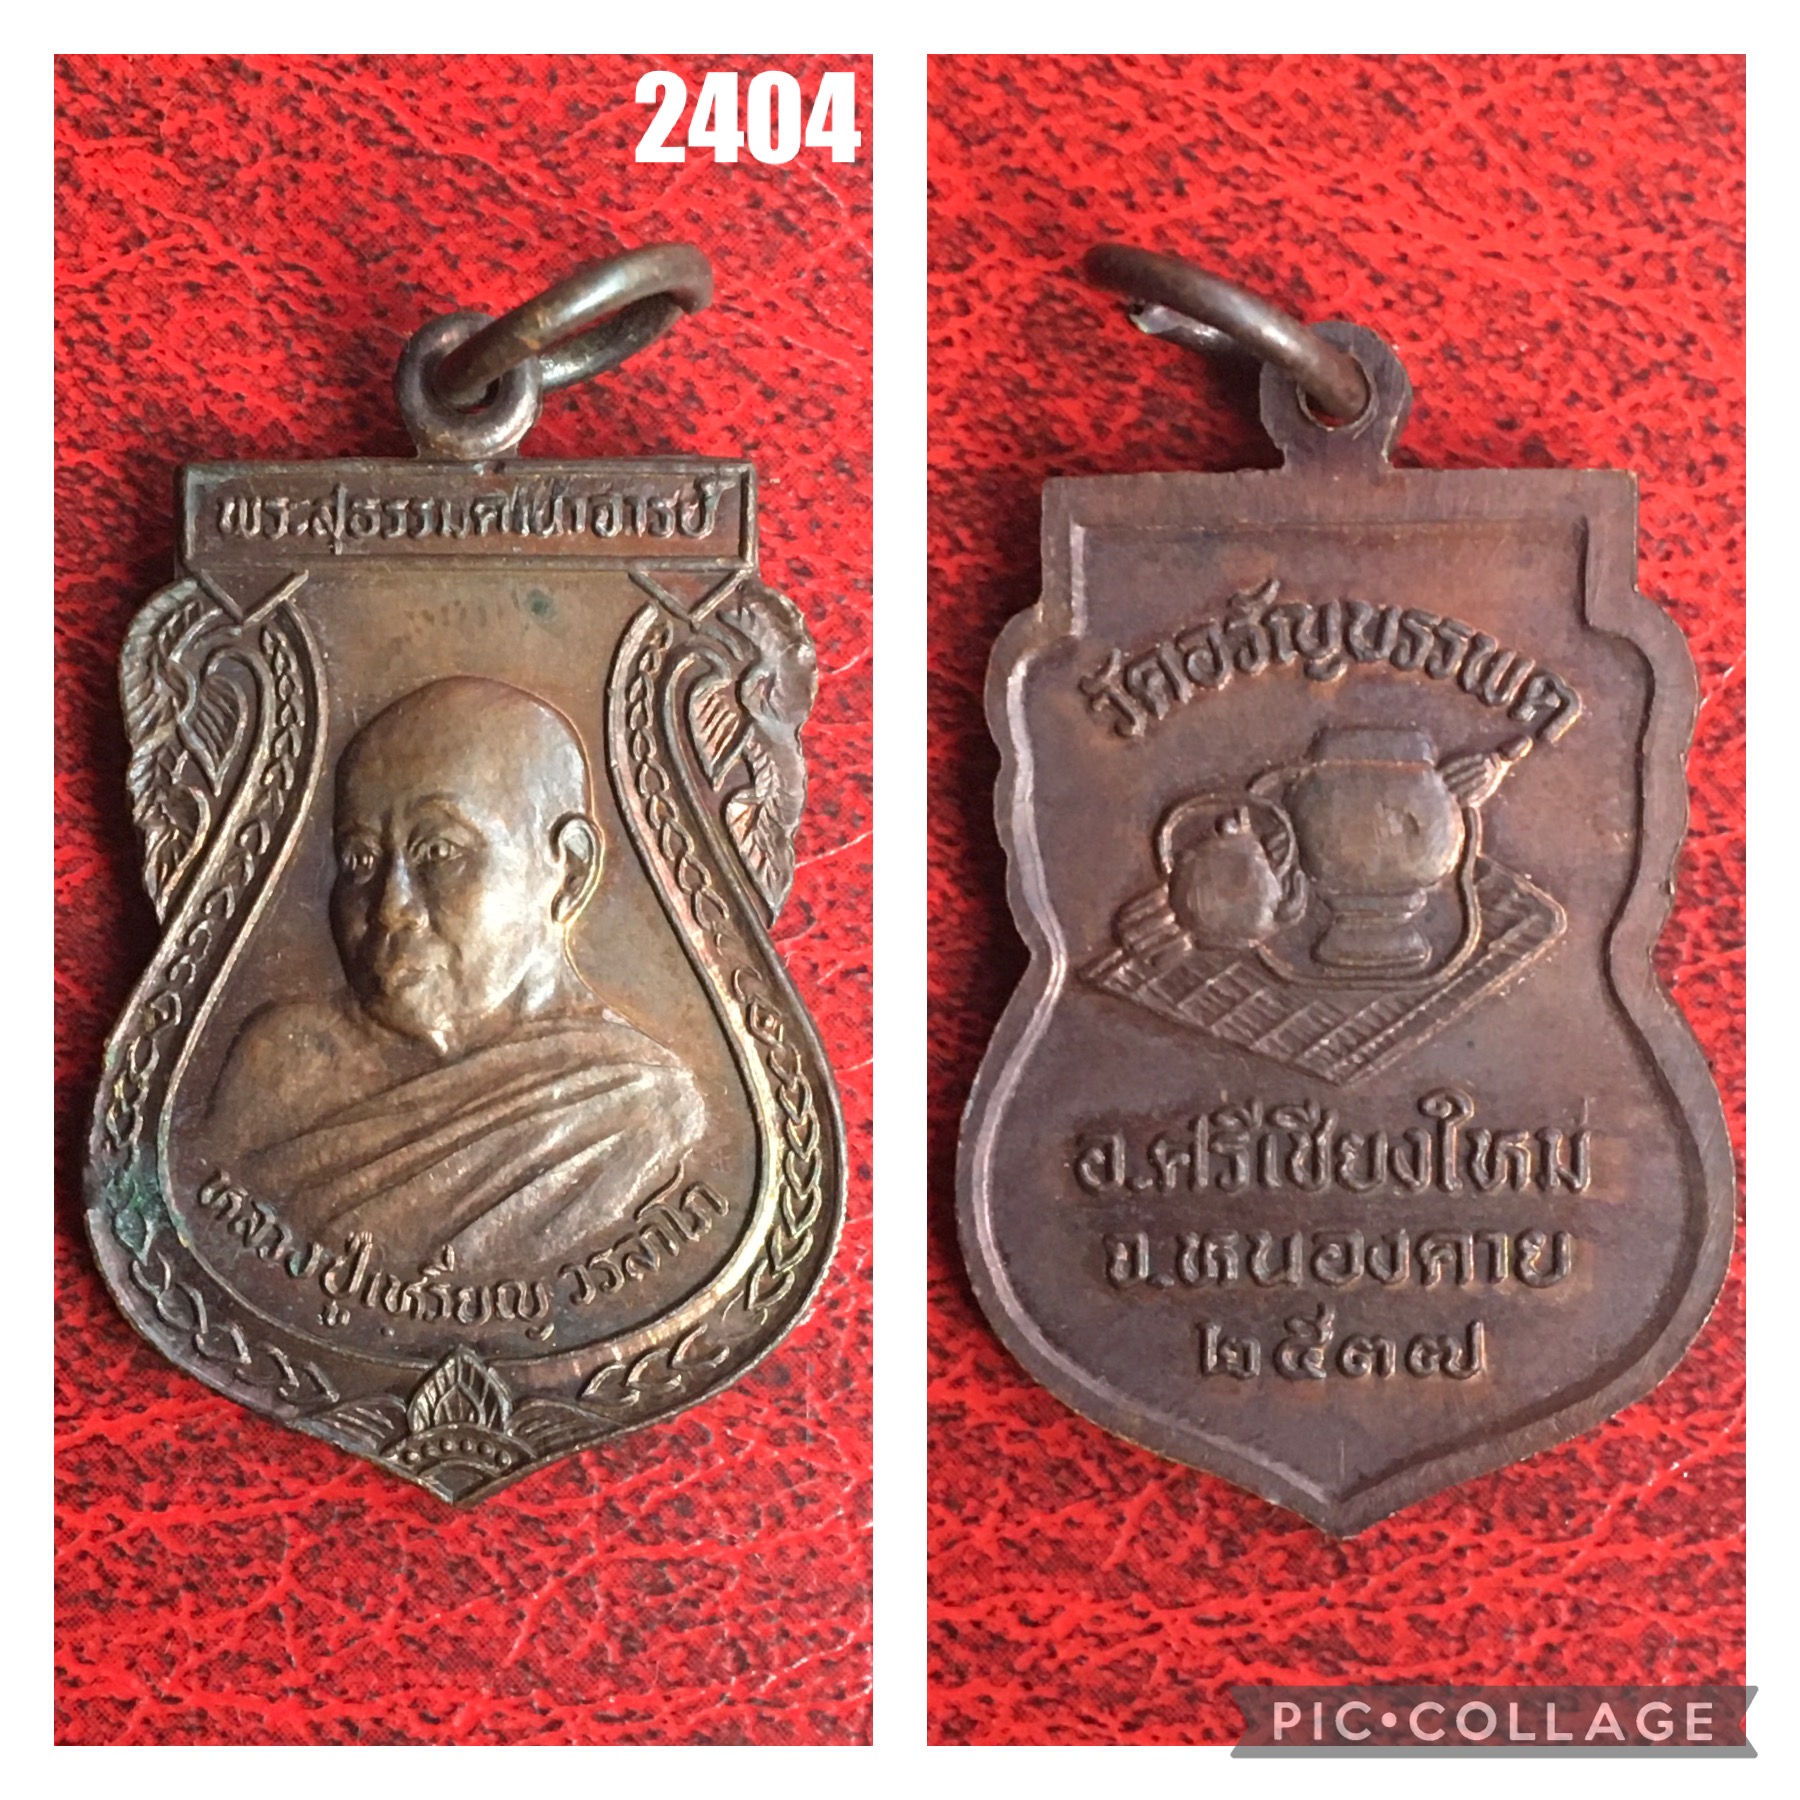 2404
พระสุธรรมคณาจารย์
หลวงปู่เหรียญ วรลาโภ
วัดอรัญบรรพต
อ.ศรีเชียงใหม่
จ.หนองคาย
๒๕๓๗
PIC•COLLAGE